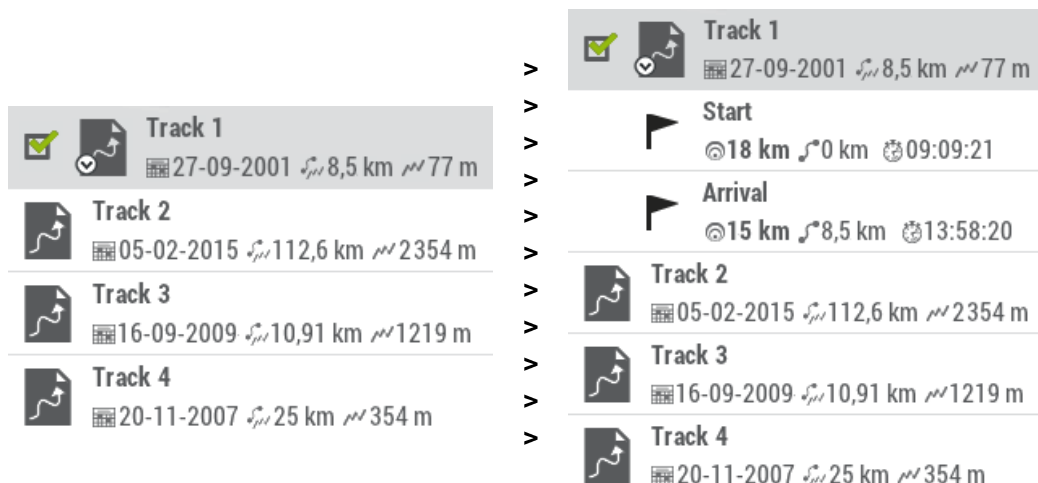 Track 1
27-09-2001 8,5 km 77 m
Track 2
05-02-2015 112,6 km 2354 m
Track 3
16-09-2009 10,91 km 1219 m
Track 4
20-11-2007 25 km 354 m
>
>
>
>
>
>
>
>
>
>
>
Track 1
27-09-2001 8,5 km 77 m
Start
18 km 0 km 09:09:21
Arrival
15 km 8,5 km 13:58:20
Track 2
05-02-2015 112,6 km 2354 m
Track 3
16-09-2009 10,91 km 1219 m
Track 4
20-11-2007 25 km 354 m